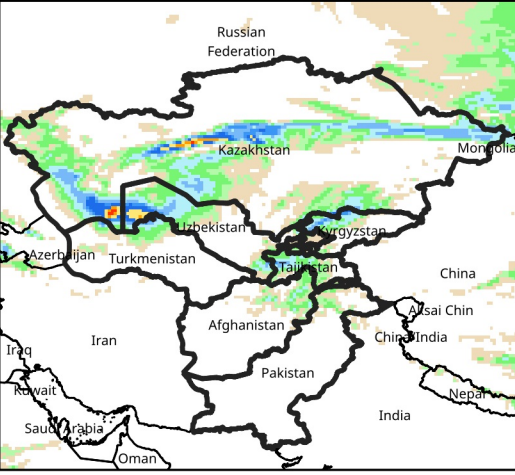 Russian
Federation
Kazakhstan
Mongolia
Uzbekistan
Kyrgyzstan
Azerbaijan
Turkmenistan
Tajikistan
China
Aksai Chin
Afghanistan
China/India
Iran
Iraq
Pakistan
Kuwait
Nepal
India
Saudi Arabia
Oman